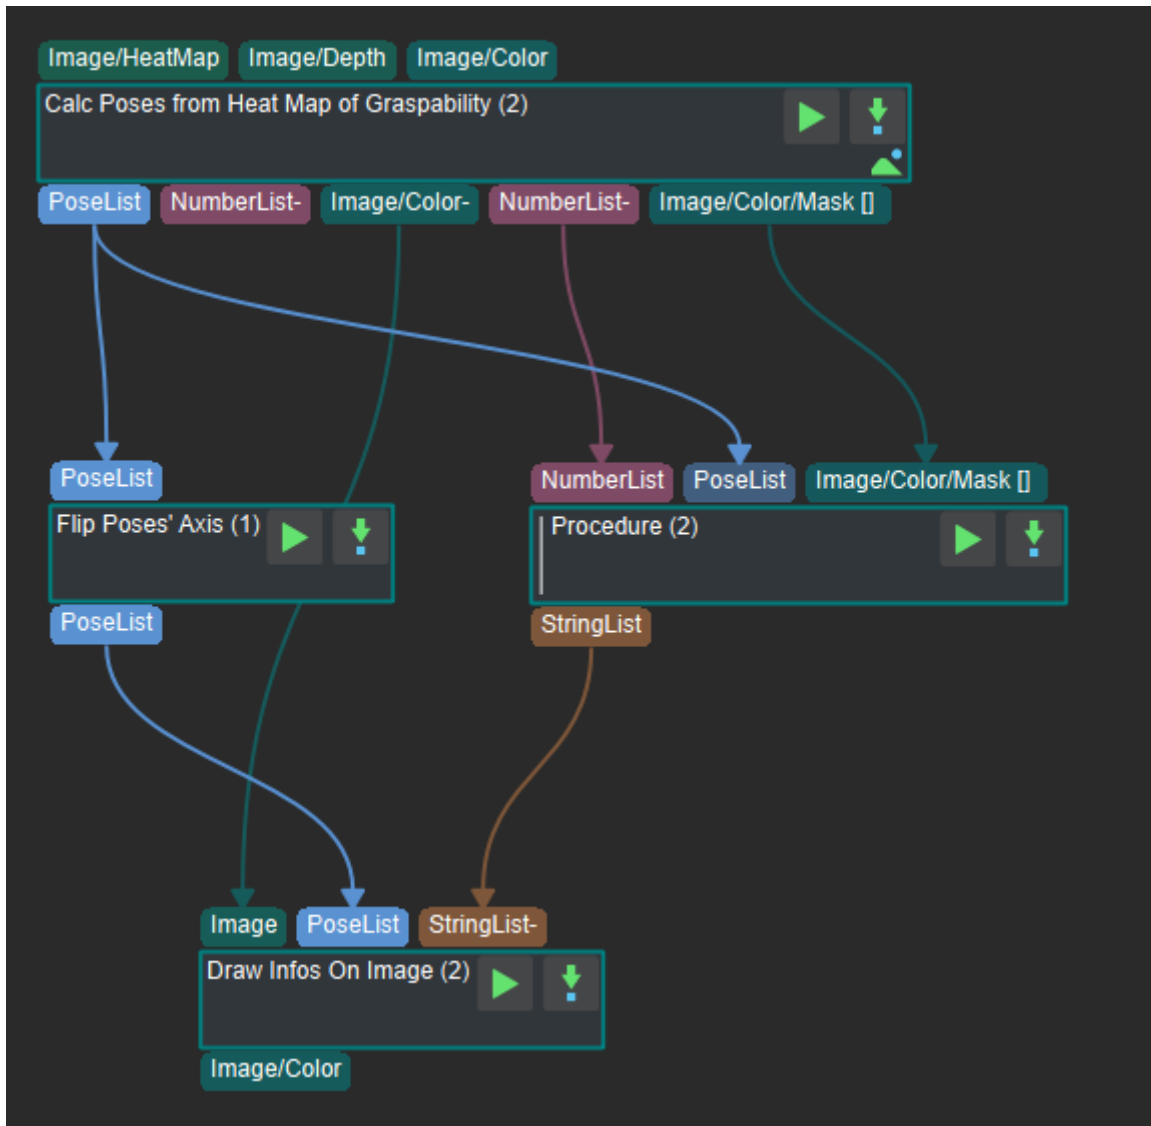 Image/HeatMap Image/Depth Image/Color
Calc Poses from Heat Map of Graspability (2)
PoseList NumberList- Image/Color- NumberList- Image/Color/Mask []
PoseList NumberList PoseList Image/Color/Mask []
Flip Poses' Axis (1) Procedure (2)
PoseList StringList
Image PoseList StringList-
Draw Infos On Image (2)
Image/Color